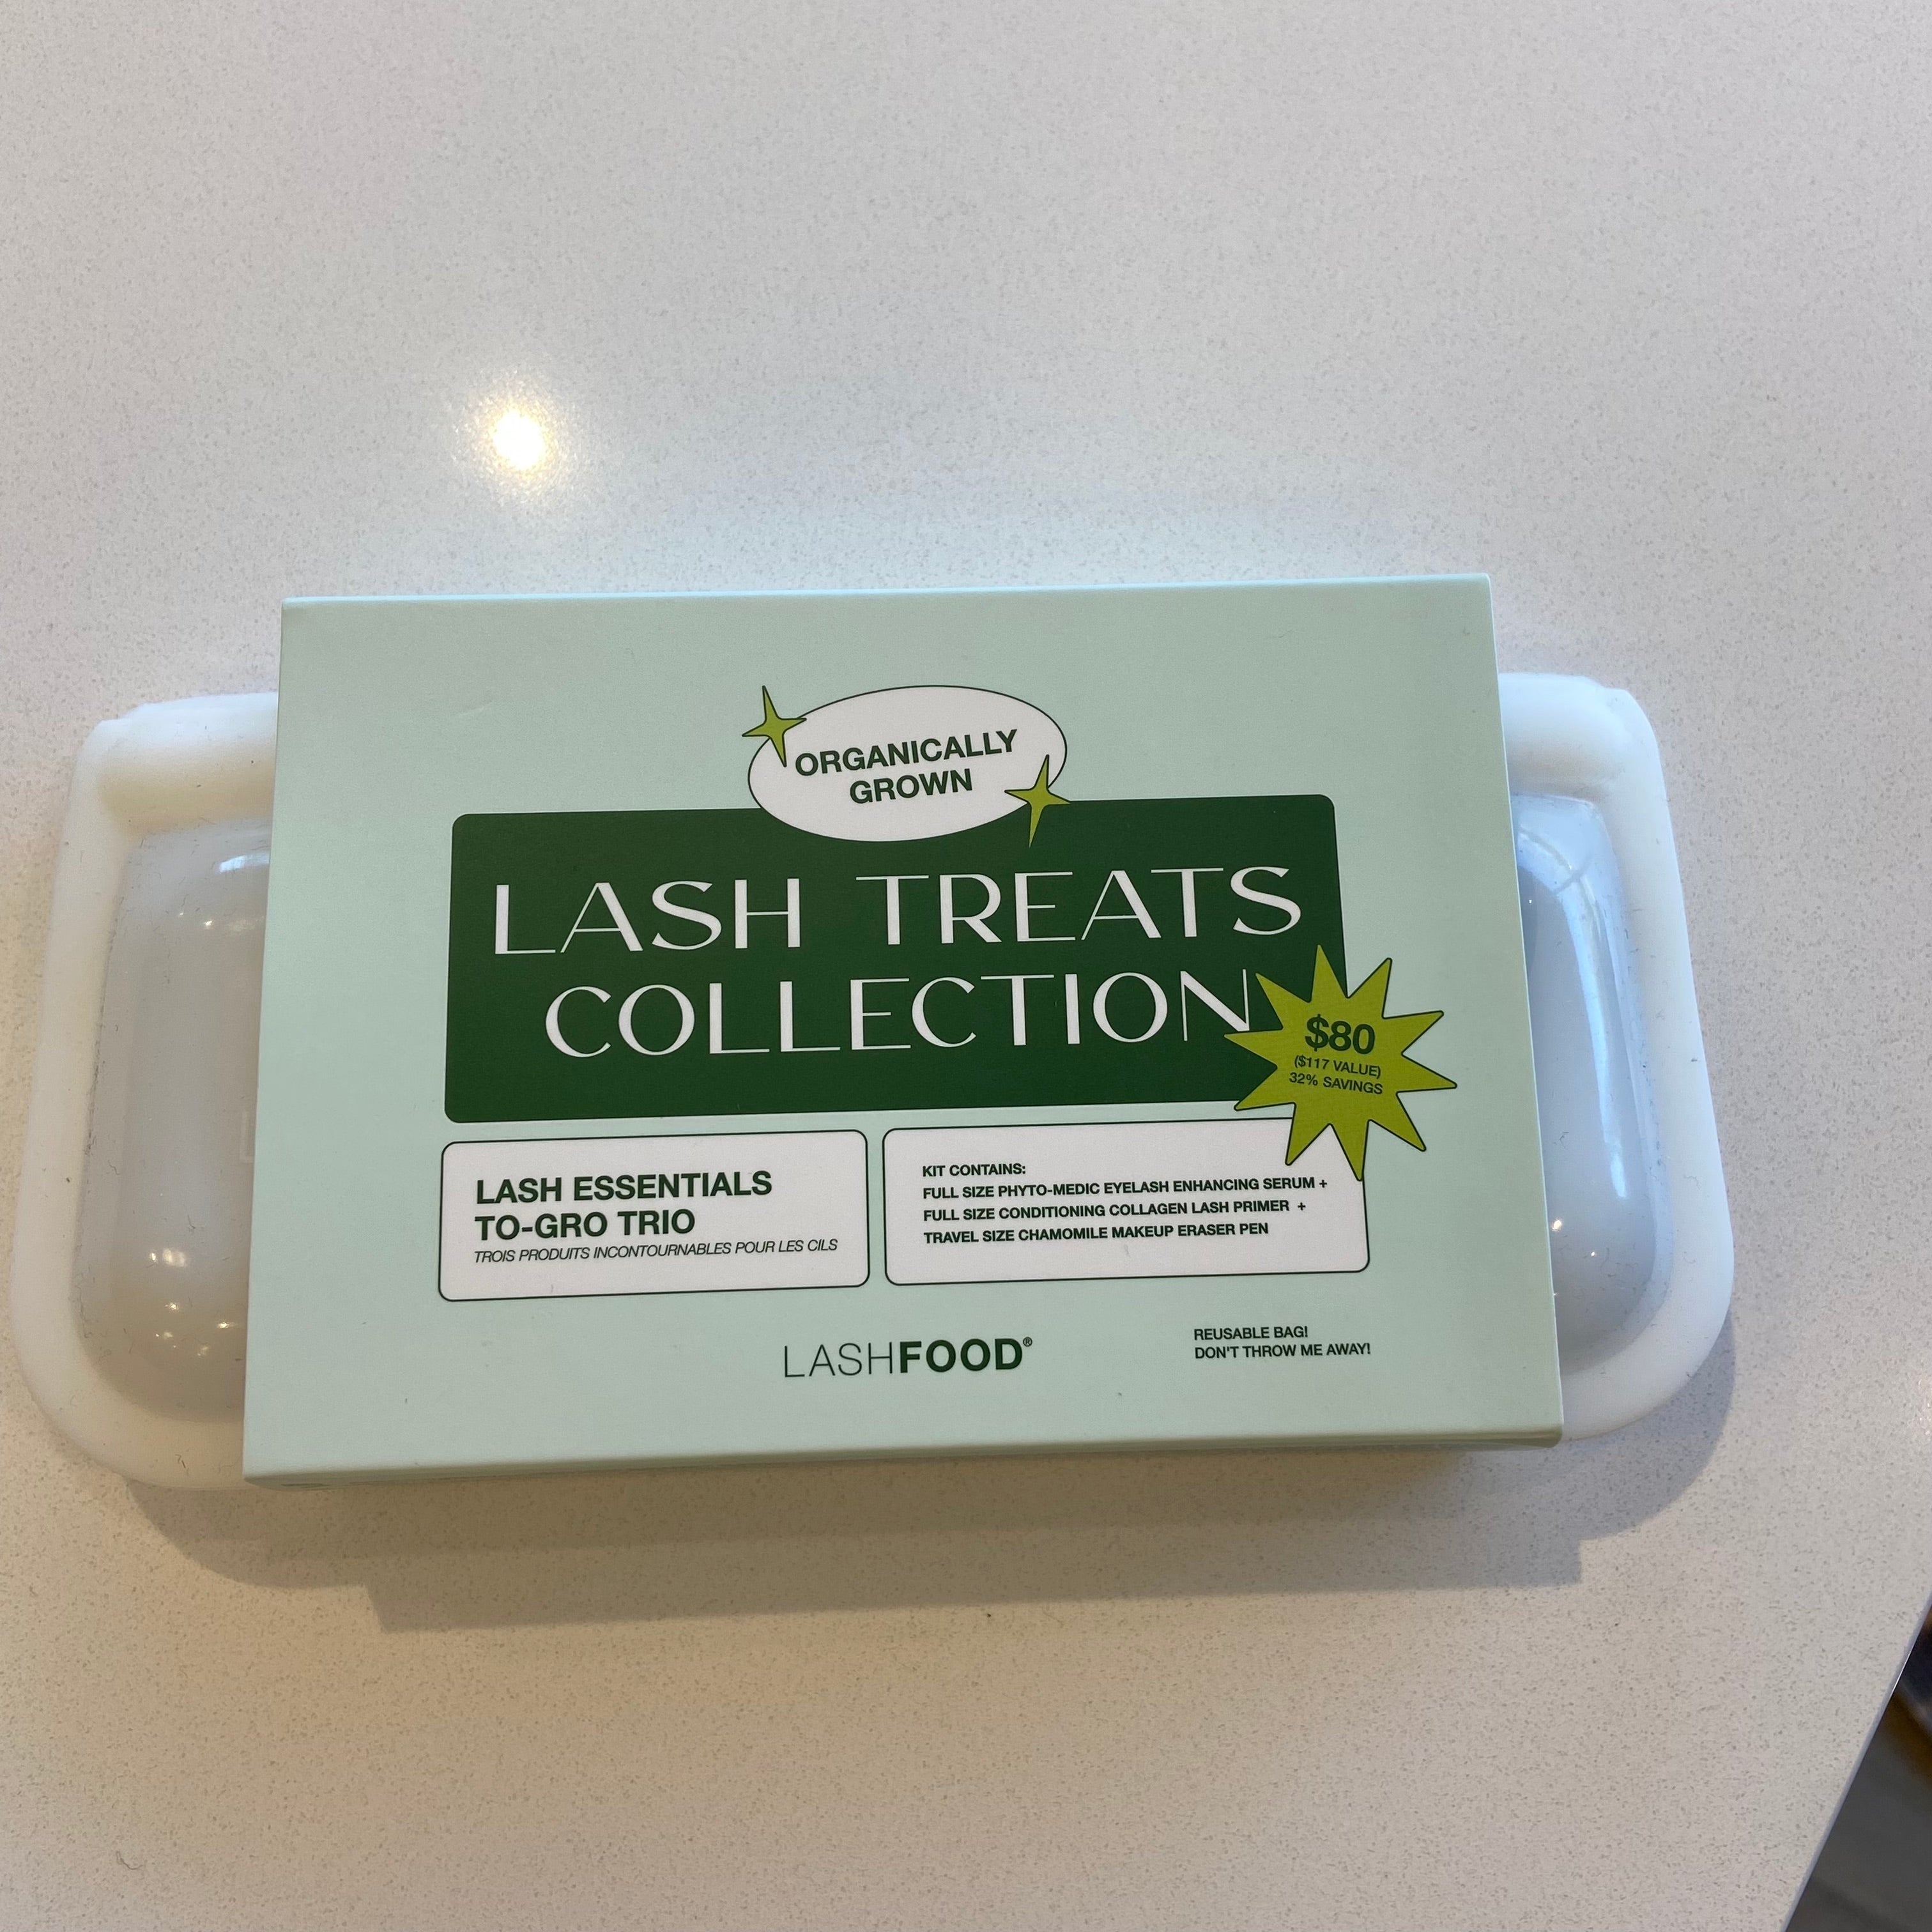 ORGANICALLY
GROWN
LASH TREATS
COLLECTION
$80
($117 VALUE)
32% SAVINGS
LASH ESSENTIALS
TO-GRO TRIO
TROIS PRODUITS INCONTOURNABLES POUR LES CILS
KIT CONTAINS:
FULL SIZE PHYTO-MEDIC EYELASH ENHANCING SERUM +
FULL SIZE CONDITIONING COLLAGEN LASH PRIMER +
TRAVEL SIZE CHAMOMILE MAKEUP ERASER PEN
LASHFOOD®
REUSABLE BAG!
DON'T THROW ME AWAY!